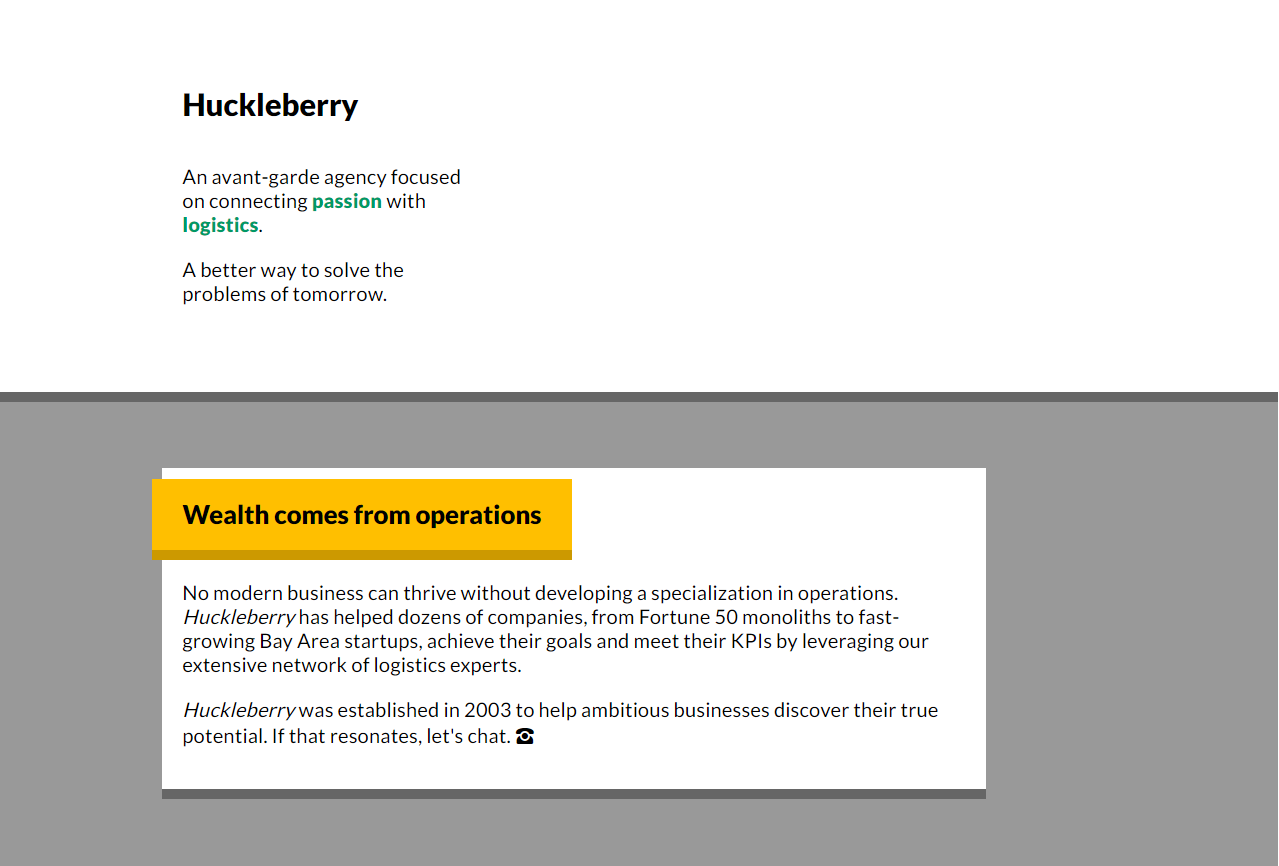 Huckleberry
An avant-garde agency focused
on connecting passion with
logistics.
A better way to solve the
problems of tomorrow.
Wealth comes from operations
No modern business can thrive without developing a specialization in operations.
Huckleberry has helped dozens of companies, from Fortune 50 monoliths to fast-
growing Bay Area startups, achieve their goals and meet their KPIs by leveraging our
extensive network of logistics experts.
Huckleberry was established in 2003 to help ambitious businesses discover their true
potential. If that resonates, let's chat. ☎